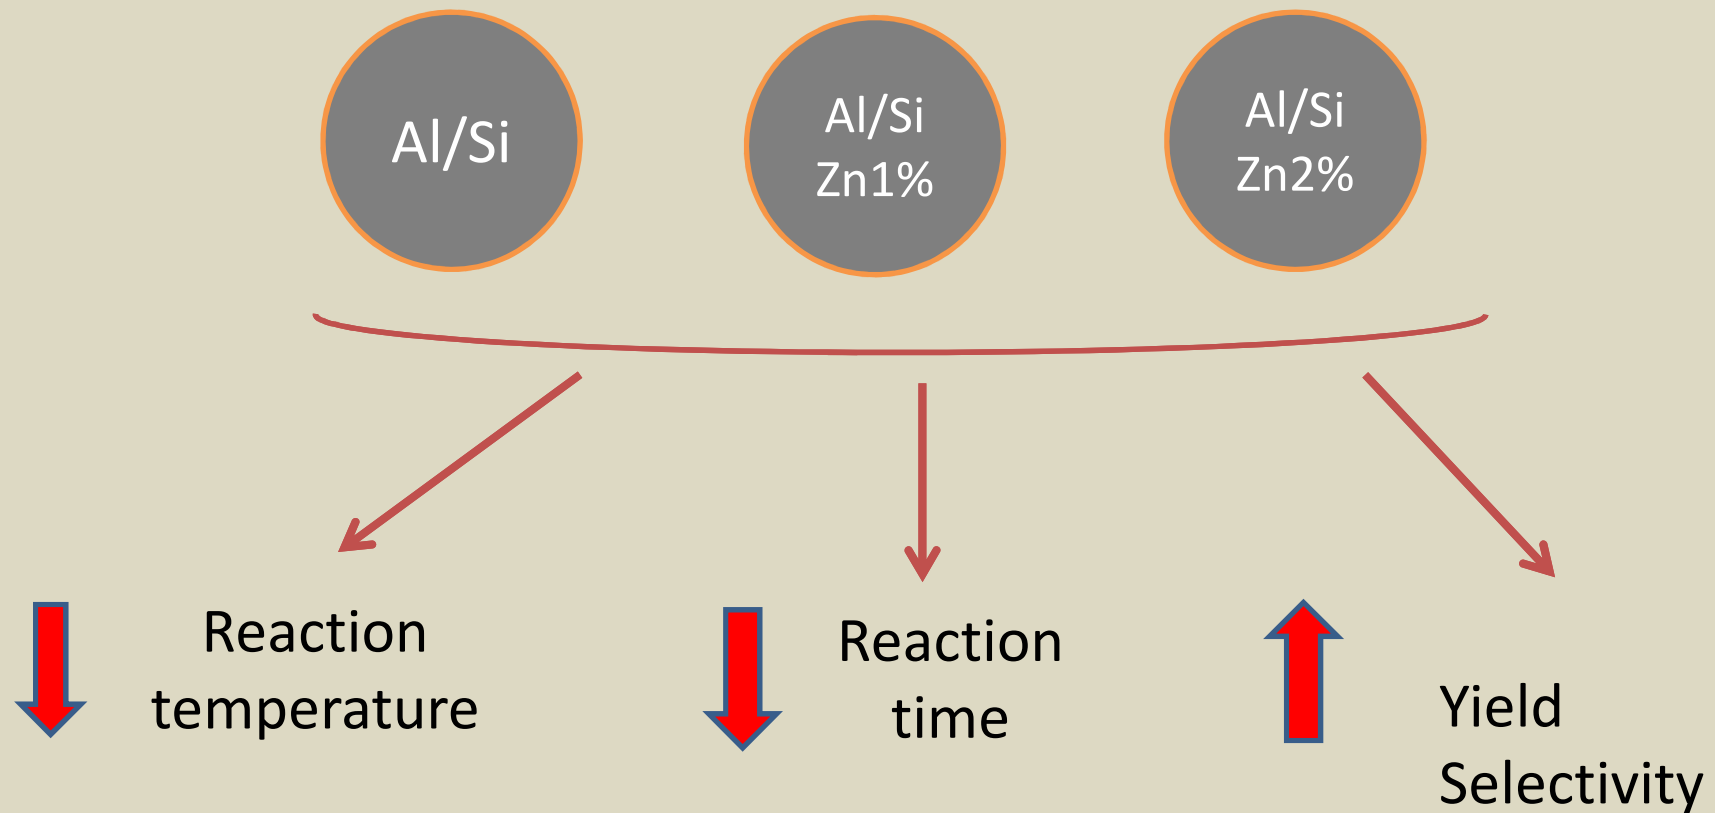 Al/Si
Al/Si
Zn1%
Al/Si
Zn2%
Reaction
temperature
Reaction
time
Yield
Selectivity